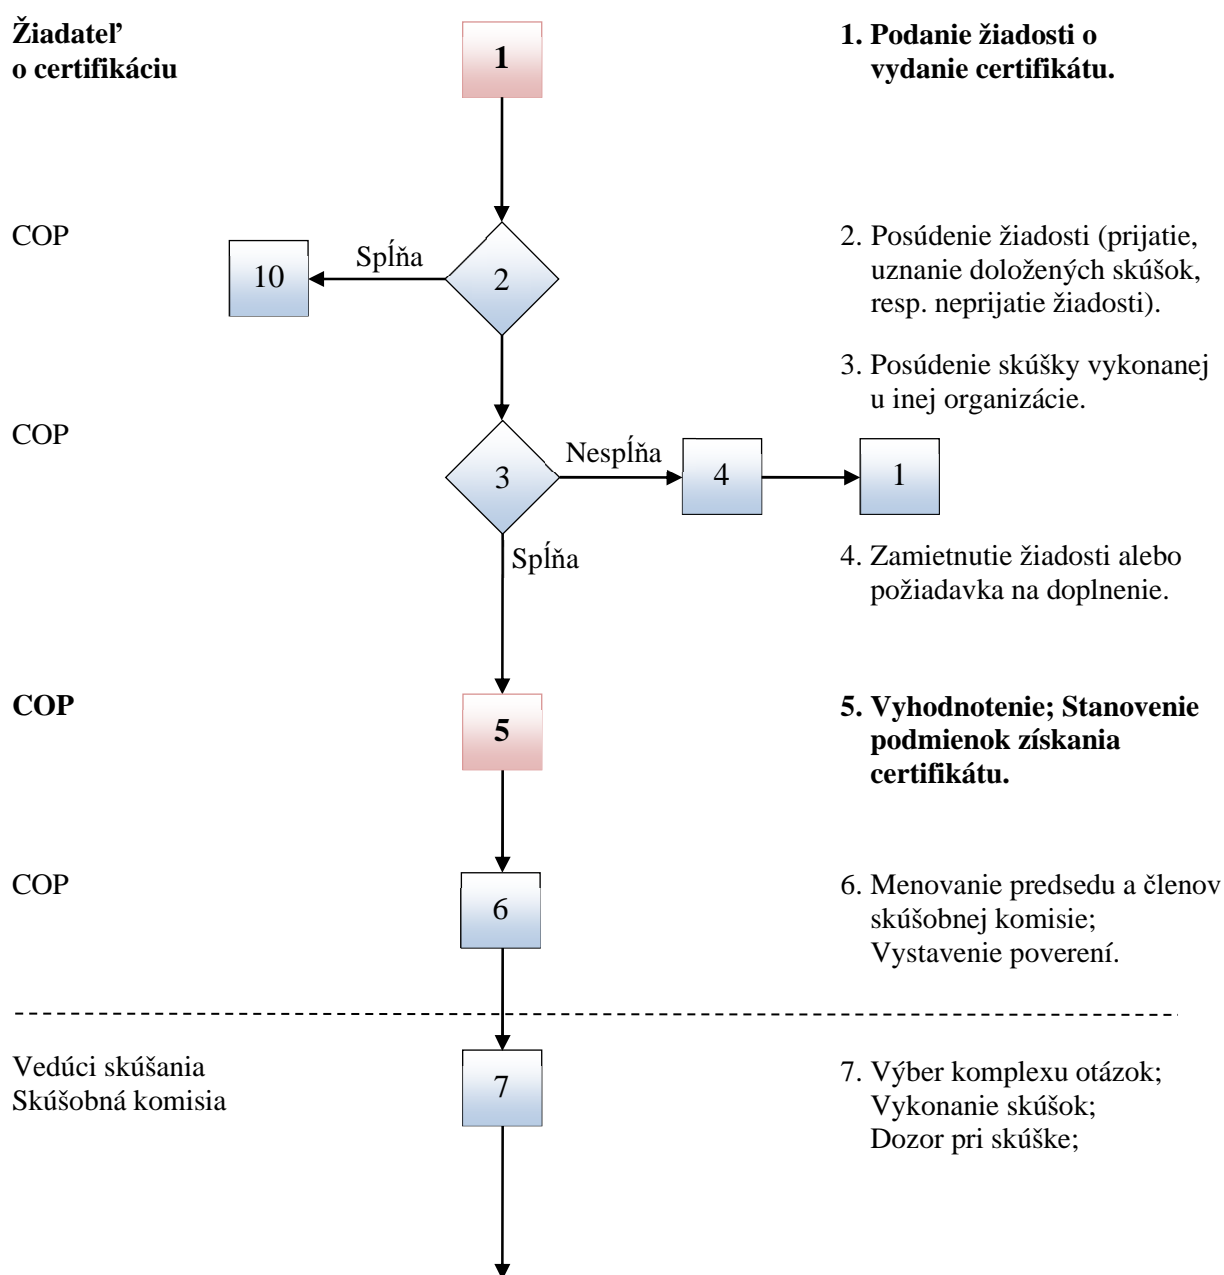 Žiadateľ
o certifikáciu
1
1. Podanie žiadosti o
vydanie certifikátu.
COP
10
Spĺňa
2
2. Posúdenie žiadosti (prijatie,
uznanie doložených skúšok,
resp. neprijatie žiadosti).
3. Posúdenie skúšky vykonanej
u inej organizácie.
COP
3
Nespĺňa
4
1
Spĺňa
4. Zamietnutie žiadosti alebo
požiadavka na doplnenie.
COP
5
5. Vyhodnotenie; Stanovenie
podmienok získania
certifikátu.
COP
6
6. Menovanie predsedu a členov
skúšobnej komisie;
Vystavenie poverení.
Vedúci skúšania
Skúšobná komisia
7
7. Výber komplexu otázok;
Vykonanie skúšok;
Dozor pri skúške;